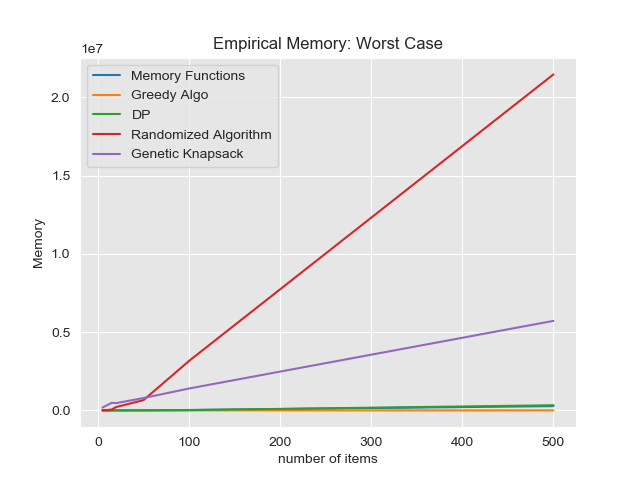 Empirical Memory: Worst Case
1e7
Memory Functions
Greedy Algo
DP
Randomized Algorithm
Genetic Knapsack
2.0
1.5
1.0
0.5
0.0
Memory
0 100 200 300 400 500
number of items